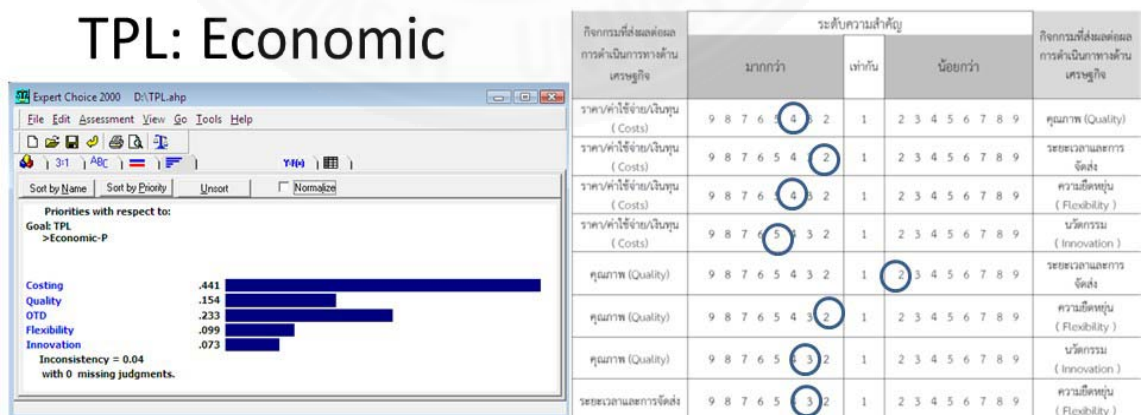 TPL: Economic
Expert Choice 2000 D:\TPL.ahp
File Edit Assessment View Go Tools Help
3:1 ABC Y=f(x)
Sort by Name Sort by Priority Unsort Normalize
Priorities with respect to:
Goal: TPL
>Economic-P
Costing .441
Quality .154
OTD .233
Flexibility .099
Innovation .073
Inconsistency = 0.04
with 0 missing judgments.
กิจกกรมที่ส่งผลต่อผล
การดำเนินการทางด้าน
เศรษฐกิจ
ระดับความสำคัญ
มากกว่า เท่ากัน น้อยกว่า
กิจกกรมที่ส่งผลต่อผล
การดำเนินกาทางด้าน
เศรษฐกิจ
ราคา/ค่าใช้จ่าย/เงินทุน
( Costs)
9 8 7 6 5 4 3 2 1 2 3 4 5 6 7 8 9
คุณภาพ (Quality)
ราคา/ค่าใช้จ่าย/เงินทุน
( Costs)
9 8 7 6 5 4 3 2 1 2 3 4 5 6 7 8 9
ระยะเวลาและการ
จัดส่ง
ราคา/ค่าใช้จ่าย/เงินทุน
( Costs)
9 8 7 6 5 4 3 2 1 2 3 4 5 6 7 8 9
ความยืดหยุ่น
( Flexibility )
ราคา/ค่าใช้จ่าย/เงินทุน
( Costs)
9 8 7 6 5 4 3 2 1 2 3 4 5 6 7 8 9
นวัตกรรม
( Innovation )
คุณภาพ (Quality)
9 8 7 6 5 4 3 2 1 2 3 4 5 6 7 8 9
ระยะเวลาและการ
จัดส่ง
คุณภาพ (Quality)
9 8 7 6 5 4 3 2 1 2 3 4 5 6 7 8 9
ความยืดหยุ่น
( Flexibility )
คุณภาพ (Quality)
9 8 7 6 5 4 3 2 1 2 3 4 5 6 7 8 9
นวัตกรรม
( Innovation )
ระยะเวลาและการจัดส่ง
9 8 7 6 5 4 3 2 1 2 3 4 5 6 7 8 9
ความยืดหยุ่น
( Flexibility )